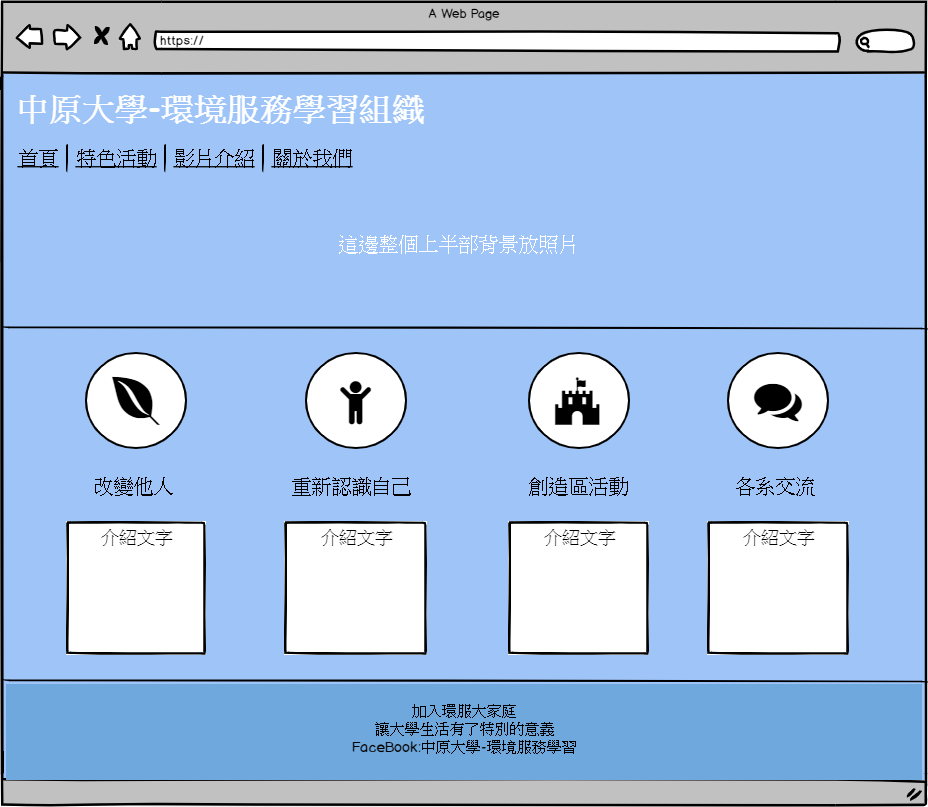 A Web Page
https://
中原大學-環境服務學習組織
首頁 | 特色活動 | 影片介紹 | 關於我們
這邊整個上半部背景放照片
改變他人 重新認識自己 創造區活動 各系交流
介紹文字 介紹文字 介紹文字 介紹文字
加入環服大家庭
讓大學生活有了特別的意義
FaceBook:中原大學-環境服務學習